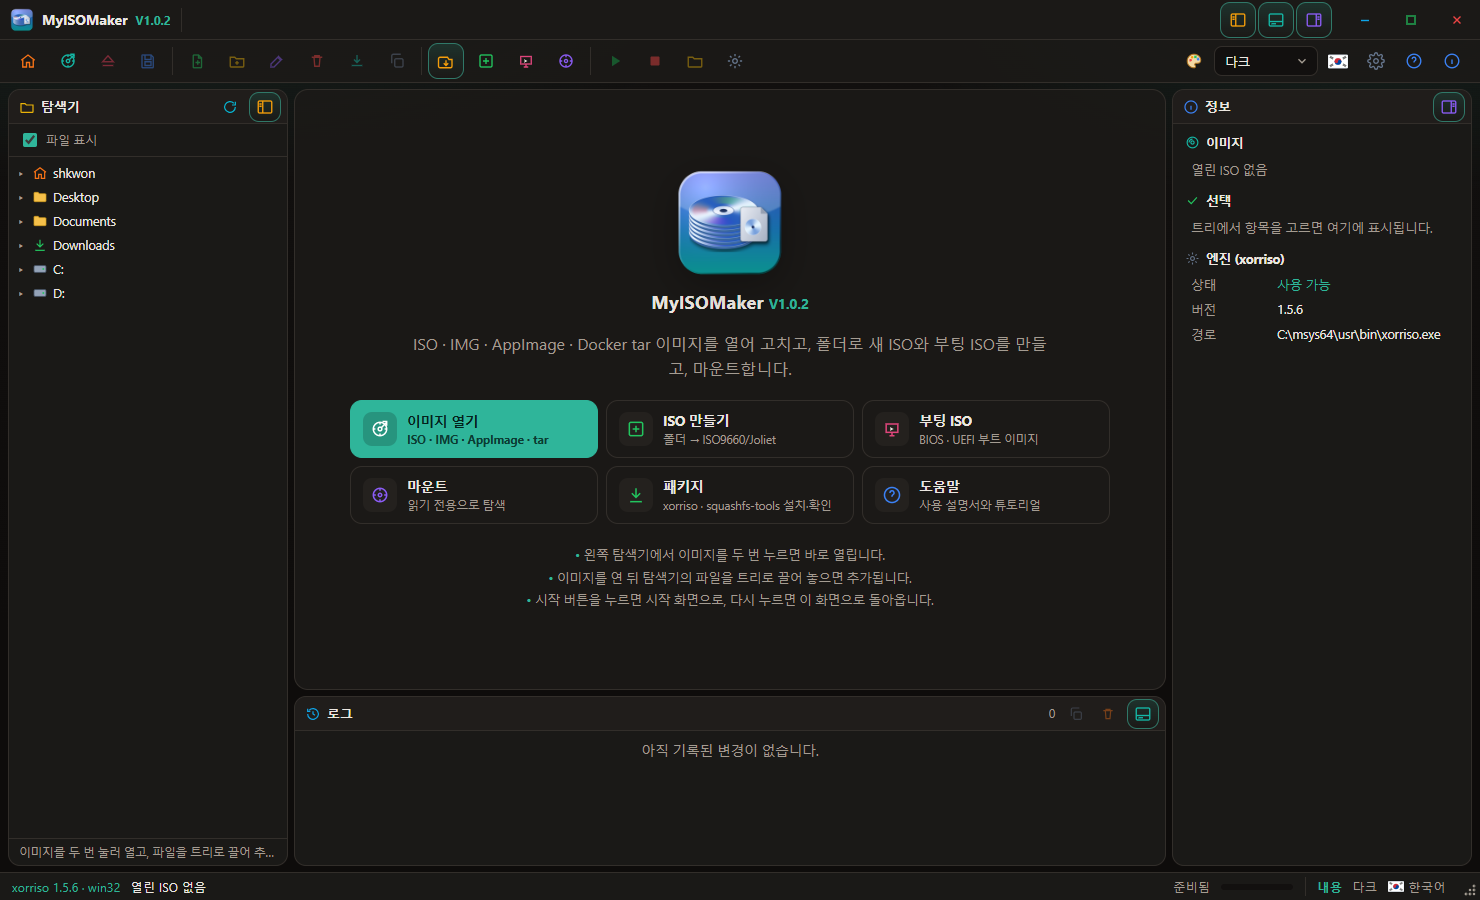 MyISOMaker V1.0.2
다크
탐색기
파일 표시
shkwon
Desktop
Documents
Downloads
C:
D:
이미지를 두 번 눌러 열고, 파일을 트리로 끌어 추...
MyISOMaker V1.0.2
ISO · IMG · AppImage · Docker tar 이미지를 열어 고치고, 폴더로 새 ISO와 부팅 ISO를 만들
고, 마운트합니다.
이미지 열기
ISO · IMG · AppImage · tar
ISO 만들기
폴더 → ISO9660/Joliet
부팅 ISO
BIOS · UEFI 부트 이미지
마운트
읽기 전용으로 탐색
패키지
xorriso · squashfs-tools 설치·확인
도움말
사용 설명서와 튜토리얼
• 왼쪽 탐색기에서 이미지를 두 번 누르면 바로 열립니다.
• 이미지를 연 뒤 탐색기의 파일을 트리로 끌어 놓으면 추가됩니다.
• 시작 버튼을 누르면 시작 화면으로, 다시 누르면 이 화면으로 돌아옵니다.
로그
0
아직 기록된 변경이 없습니다.
정보
이미지
열린 ISO 없음
선택
트리에서 항목을 고르면 여기에 표시됩니다.
엔진 (xorriso)
상태 사용 가능
버전 1.5.6
경로 C:\msys64\usr\bin\xorriso.exe
xorriso 1.5.6 · win32 열린 ISO 없음
준비됨
내용 다크 한국어